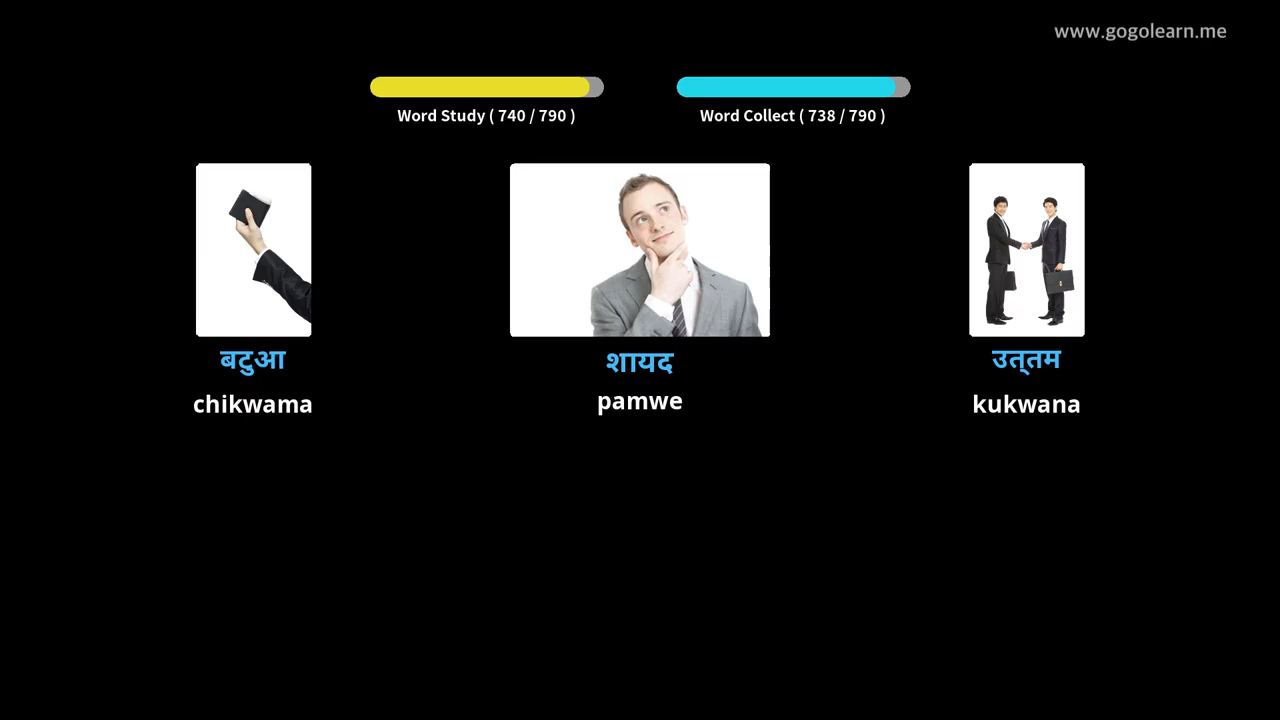 www.gogolearn.me
Word Study ( 740 / 790 )
Word Collect ( 738 / 790 )
बटुआ
chikwama
शायद
pamwe
उत्‌तम
kukwana